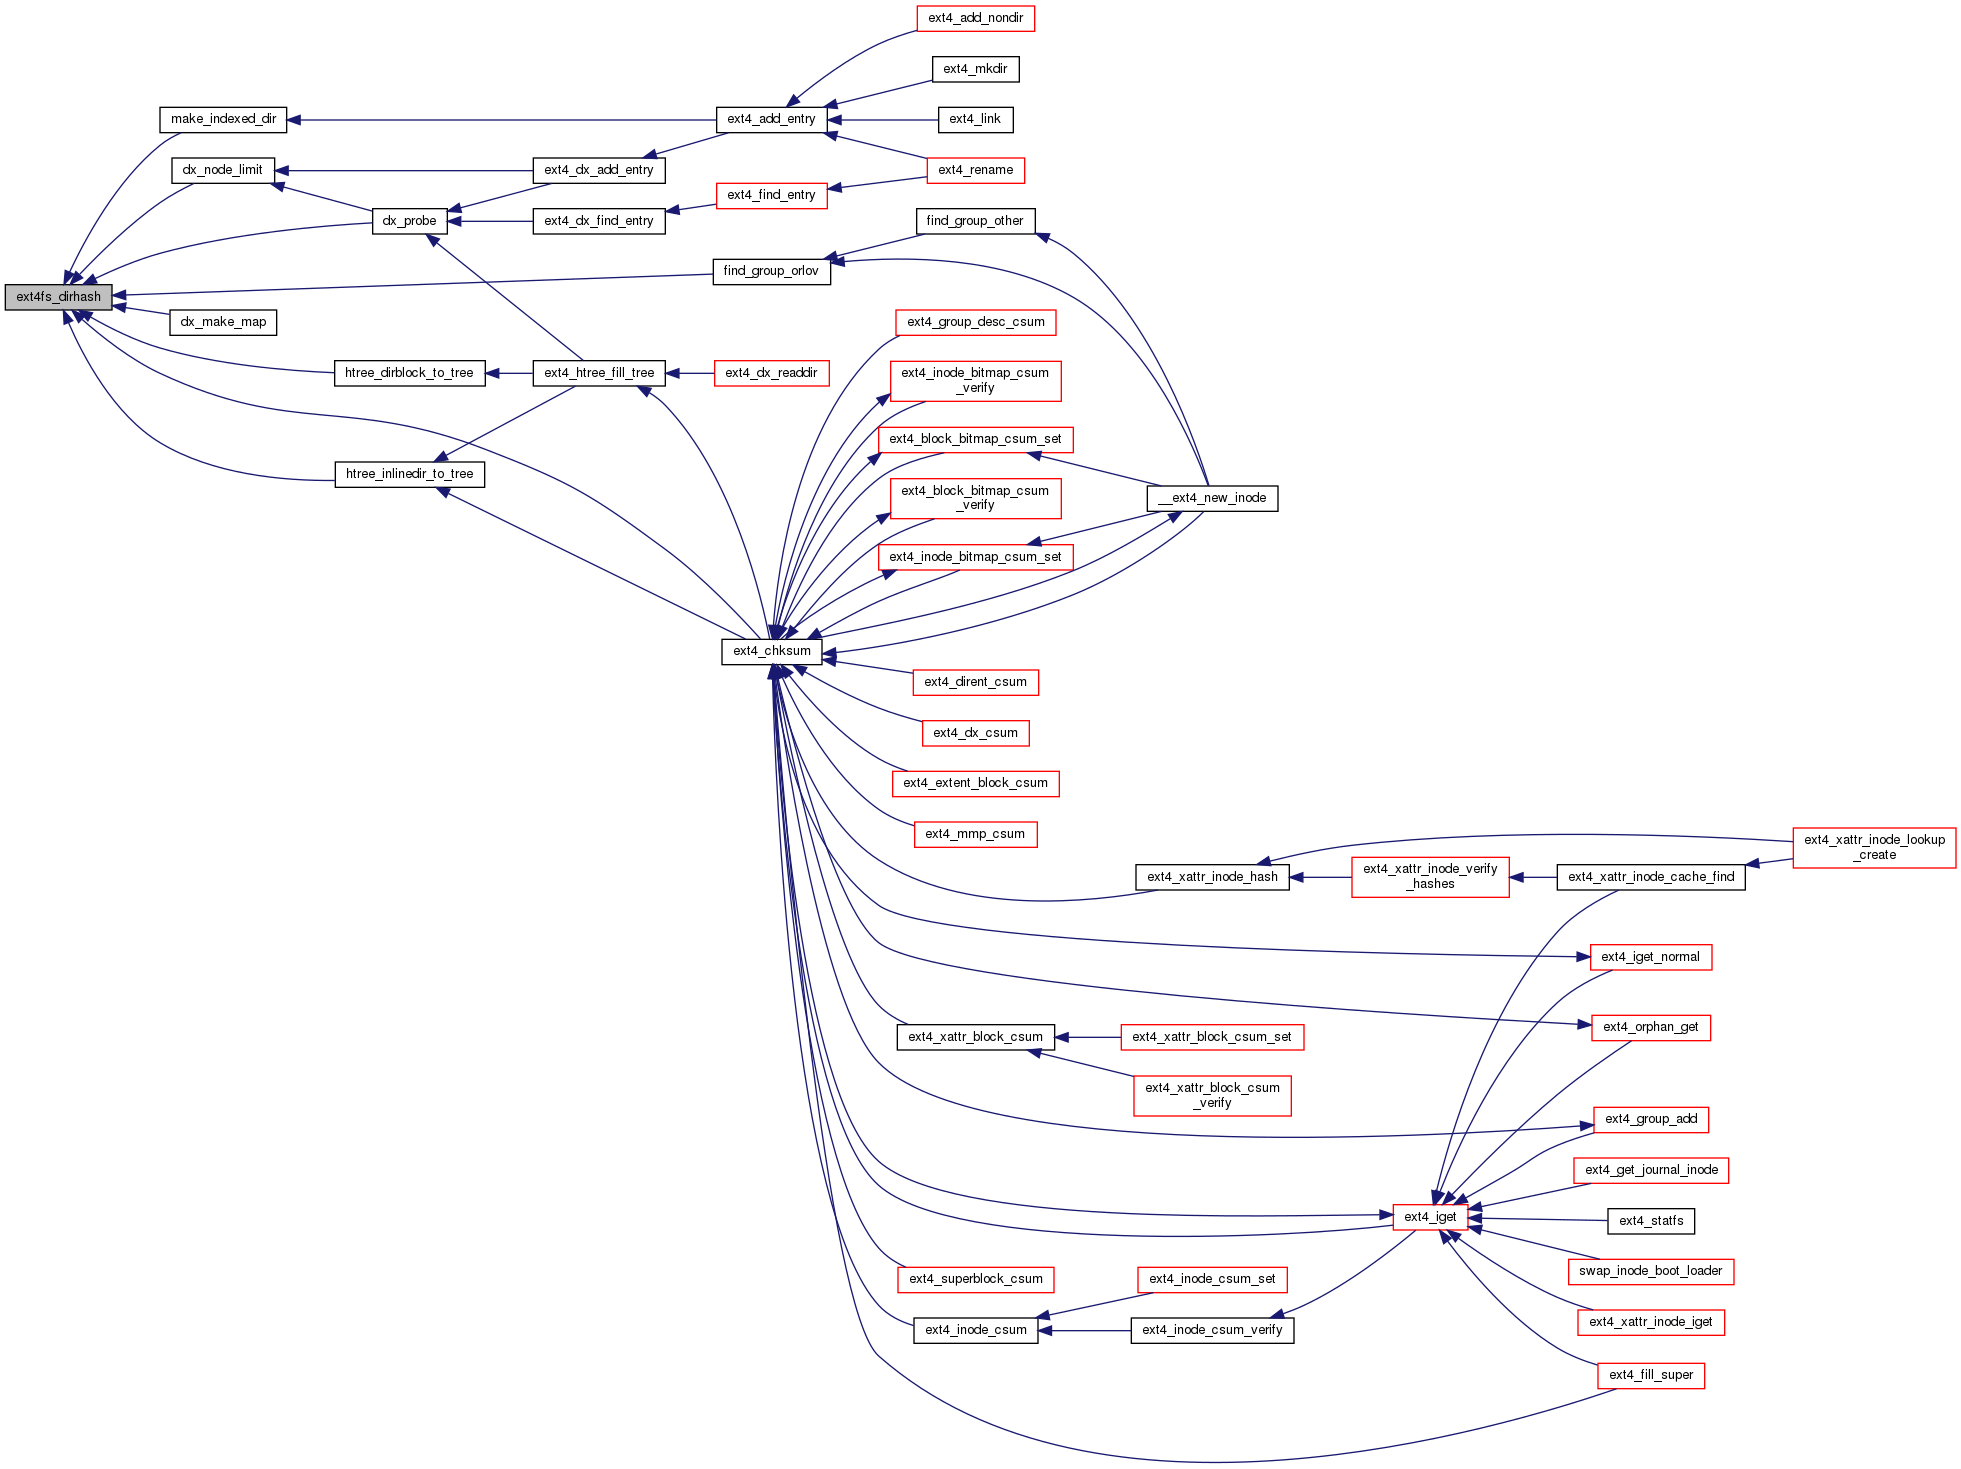 ext4_add_nondir
ext4_mkdir
make_indexed_dir
ext4_add_entry
ext4_link
dx_node_limit
ext4_dx_add_entry
ext4_rename
ext4_find_entry
dx_probe
ext4_dx_find_entry
find_group_other
find_group_orlov
ext4fs_dirhash
dx_make_map
ext4_group_desc_csum
htree_dirblock_to_tree
ext4_htree_fill_tree
ext4_dx_readdir
ext4_inode_bitmap_csum
_verify
ext4_block_bitmap_csum_set
htree_inlinedir_to_tree
ext4_block_bitmap_csum
_verify
__ext4_new_inode
ext4_inode_bitmap_csum_set
ext4_chksum
ext4_dirent_csum
ext4_dx_csum
ext4_extent_block_csum
ext4_mmp_csum
ext4_xattr_inode_lookup
_create
ext4_xattr_inode_hash
ext4_xattr_inode_verify
_hashes
ext4_xattr_inode_cache_find
ext4_iget_normal
ext4_orphan_get
ext4_xattr_block_csum
ext4_xattr_block_csum_set
ext4_xattr_block_csum
_verify
ext4_group_add
ext4_get_journal_inode
ext4_iget
ext4_statfs
swap_inode_boot_loader
ext4_superblock_csum
ext4_inode_csum_set
ext4_xattr_inode_iget
ext4_inode_csum
ext4_inode_csum_verify
ext4_fill_super